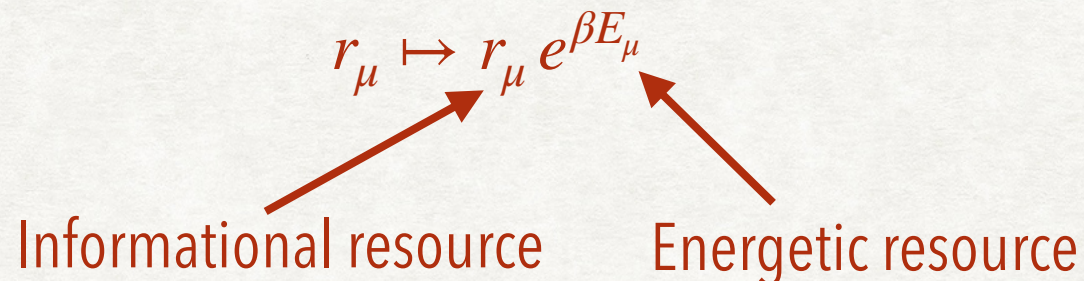 r_μ ↦ r_μ e^{βE_μ}
Informational resource Energetic resource